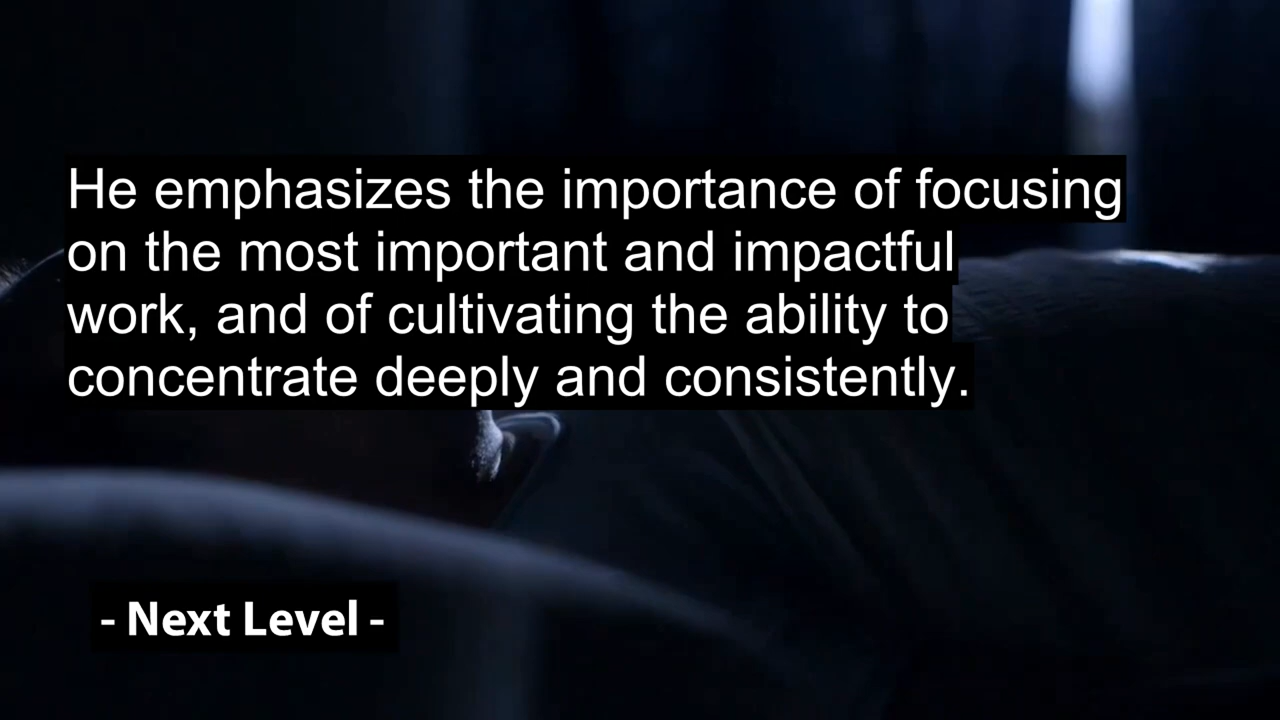 He emphasizes the importance of focusing
on the most important and impactful
work, and of cultivating the ability to
concentrate deeply and consistently.
- Next Level -